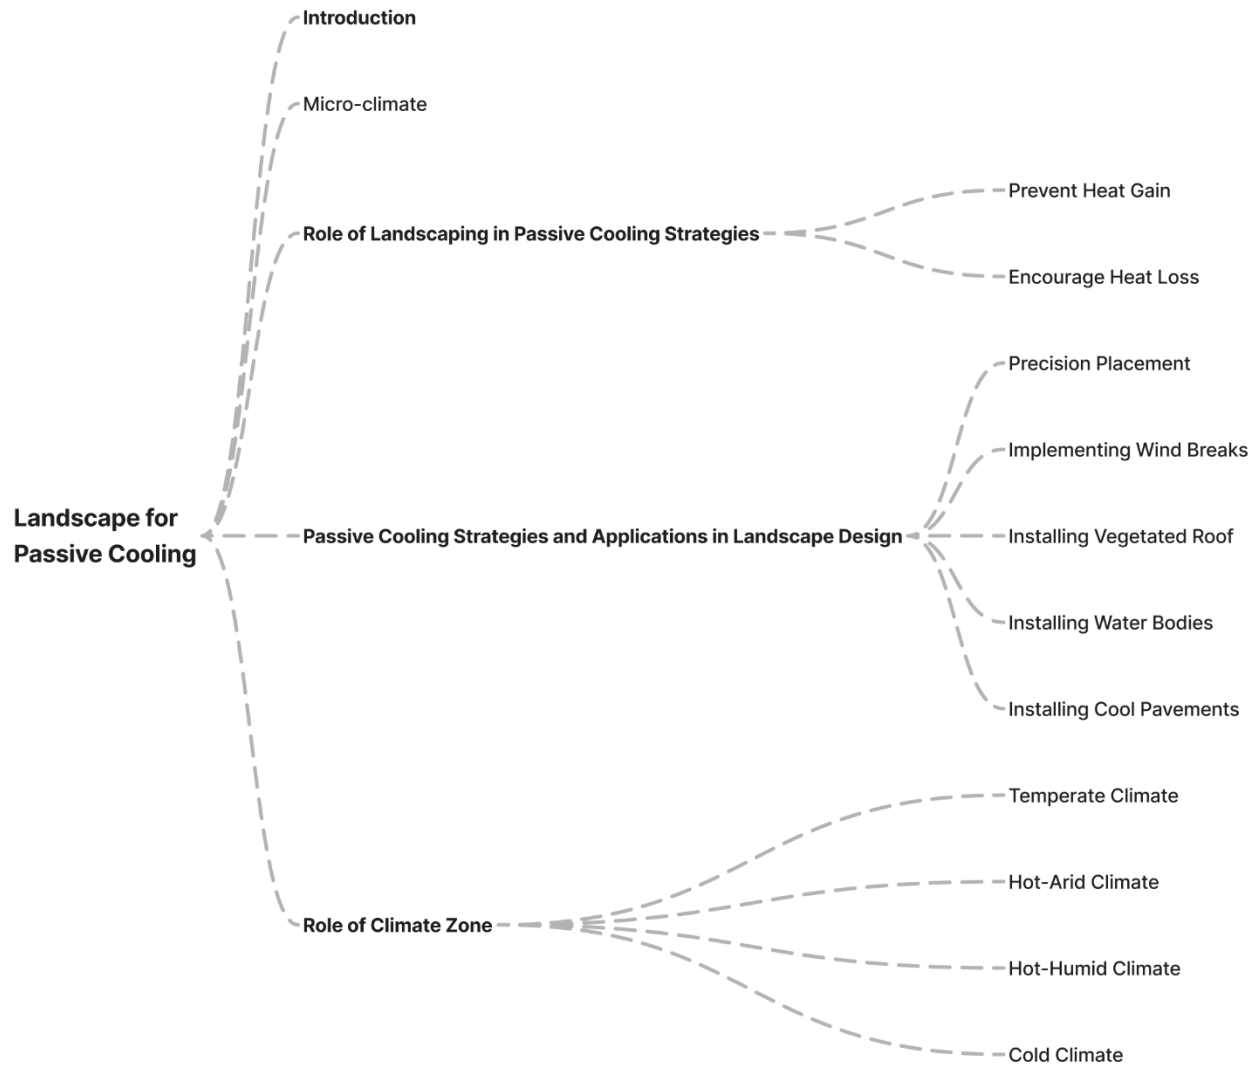 Landscape for
Passive Cooling
Introduction
Micro-climate
Role of Landscaping in Passive Cooling Strategies
Prevent Heat Gain
Encourage Heat Loss
Passive Cooling Strategies and Applications in Landscape Design
Precision Placement
Implementing Wind Breaks
Installing Vegetated Roof
Installing Water Bodies
Installing Cool Pavements
Role of Climate Zone
Temperate Climate
Hot-Arid Climate
Hot-Humid Climate
Cold Climate